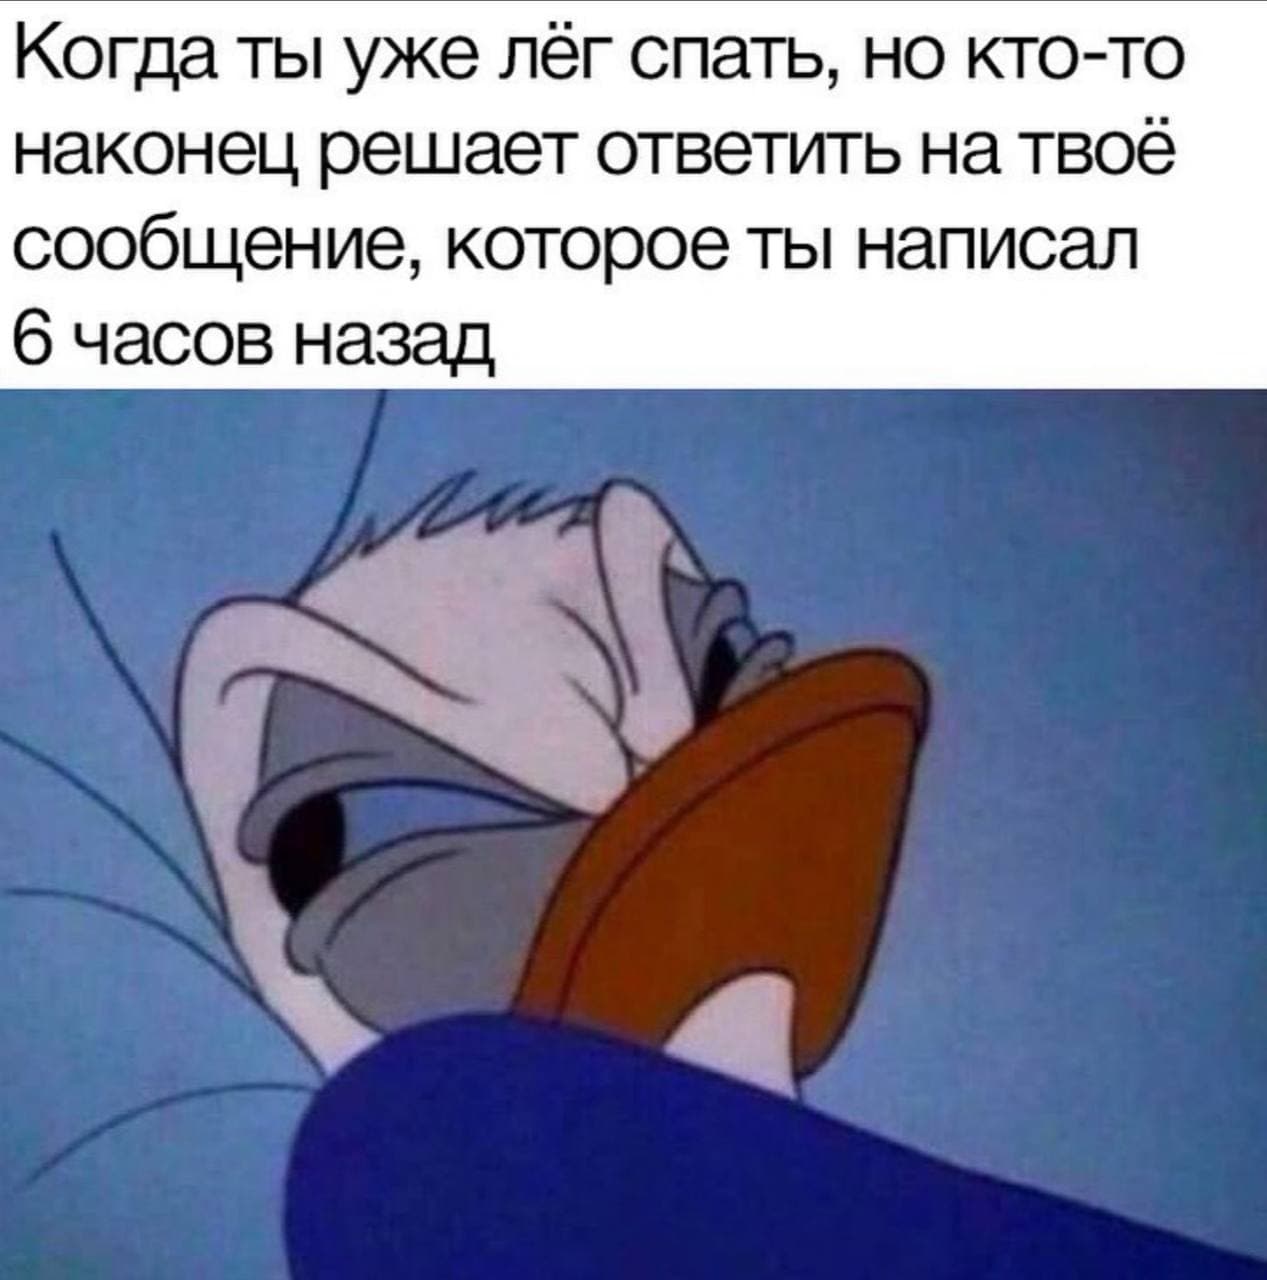 Когда ты уже лёг спать, но кто-то
наконец решает ответить на твоё
сообщение, которое ты написал
6 часов назад